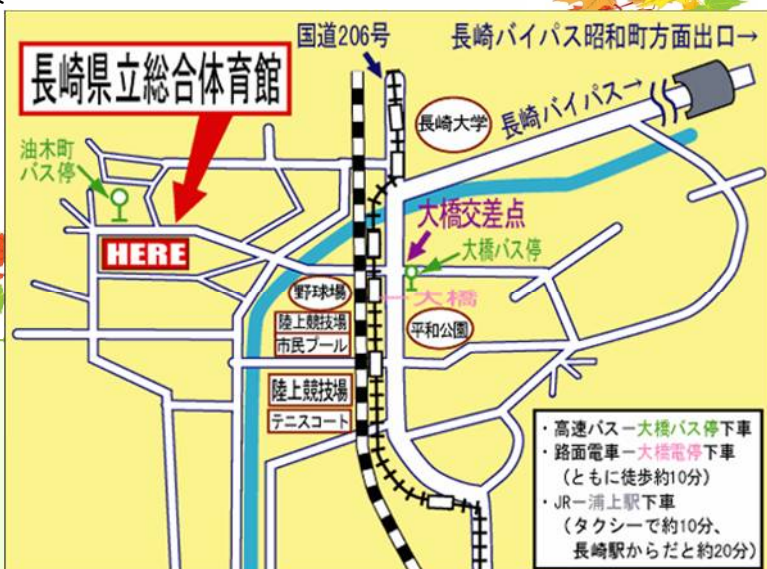 国道206号
長崎バイパス昭和町方面出口→
長崎県立総合体育館
長崎大学
長崎バイパス→
油木町
バス停
大橋交差点
大橋バス停
HERE
野球場
大橋
陸上競技場
市民プール
平和公園
陸上競技場
テニスコート
・高速バスー大橋バス停下車
・路面電車ー大橋電停下車
(ともに徒歩約10分)
・JRー浦上駅下車
(タクシーで約10分、
長崎駅からだと約20分)